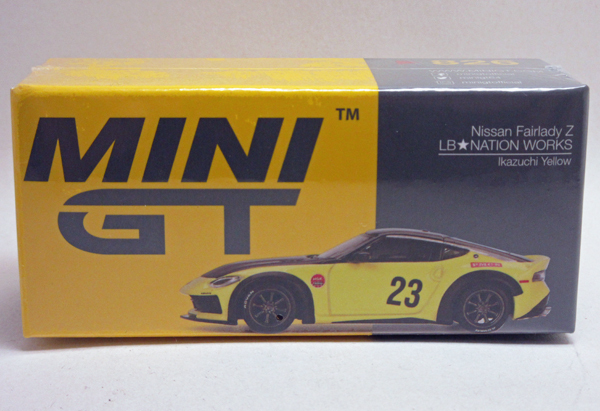 MINI
GT
™
Nissan Fairlady Z
LB★NATION WORKS
Ikazuchi Yellow
23